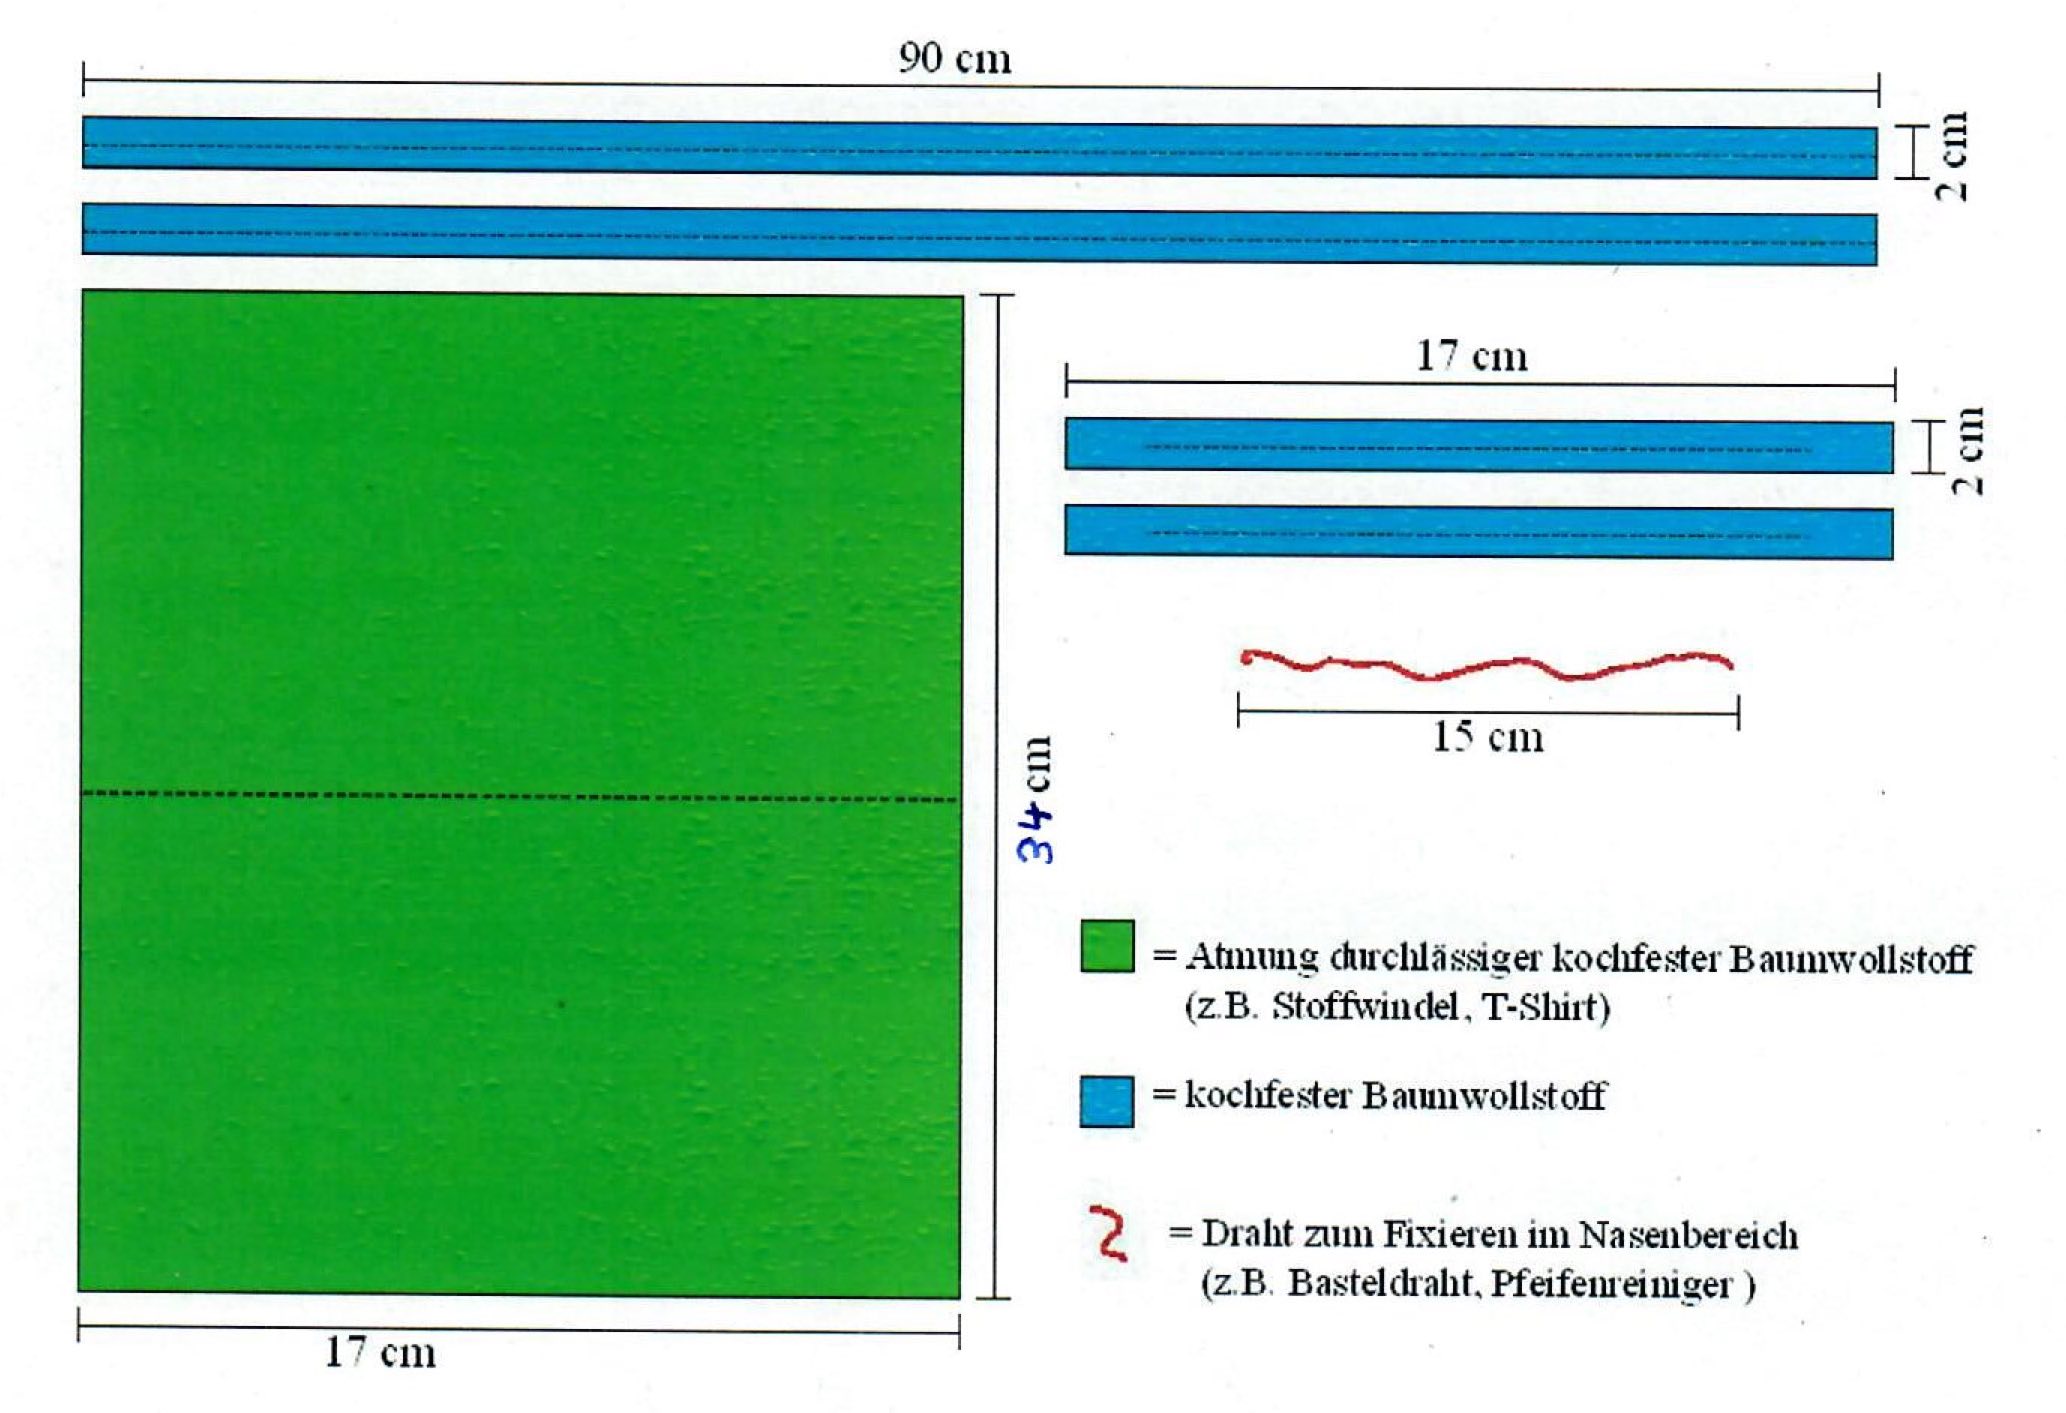 90 cm
2 cm
17 cm
2 cm
15 cm
34 cm
= Atmung durchlässiger kochfester Baumwollstoff
(z.B. Stoffwindel, T-Shirt)
= kochfester Baumwollstoff
= Draht zum Fixieren im Nasenbereich
(z.B. Basteldraht, Pfeifenreiniger )
17 cm